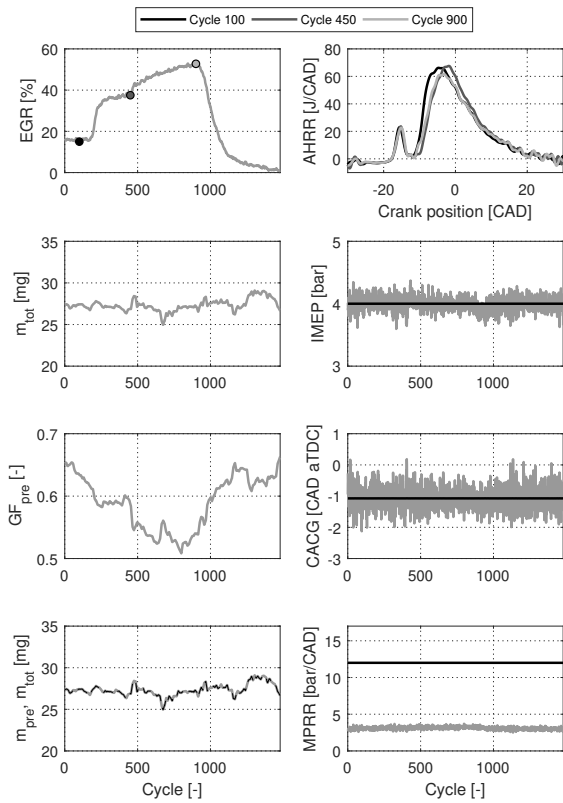 Cycle 100 Cycle 450 Cycle 900
60
40
20
0
EGR [%]
0 500 1000
80
60
40
20
0
AHRR [J/CAD]
-20 0 20
Crank position [CAD]
35
30
25
20
m_tot [mg]
0 500 1000
5
4
3
IMEP [bar]
0 500 1000
0.7
0.6
0.5
GF_pre [-]
0 500 1000
1
0
-1
-2
-3
CACG [CAD aTDC]
0 500 1000
35
30
25
20
m_pre, m_tot [mg]
0 500 1000
Cycle [-]
15
10
5
0
MPRR [bar/CAD]
0 500 1000
Cycle [-]